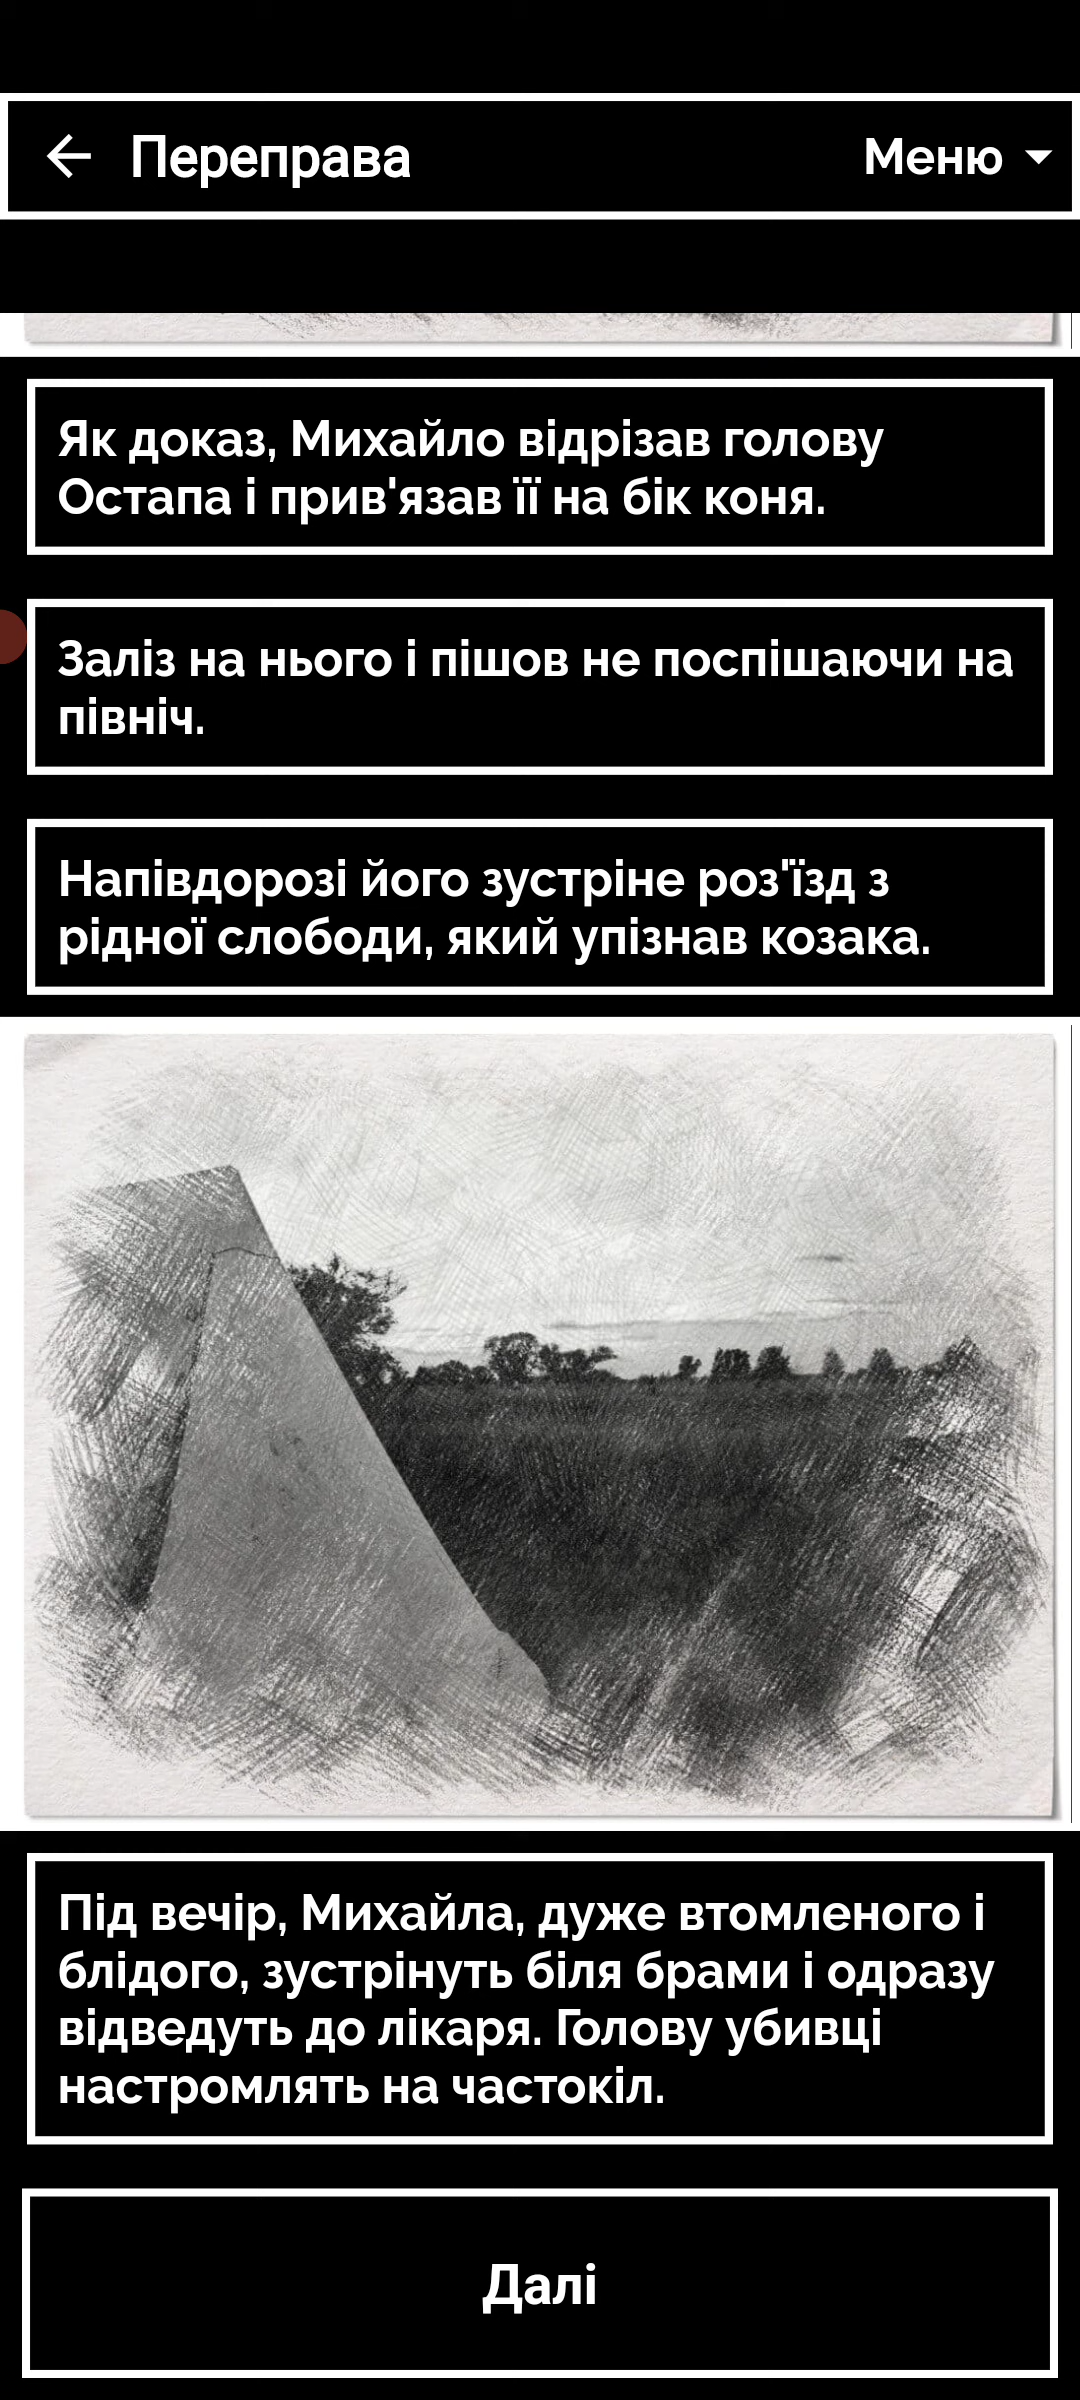 Переправа
Меню
Як доказ, Михайло відрізав голову
Остапа і прив'язав її на бік коня.
Заліз на нього і пішов не поспішаючи на
північ.
Напівдорозі його зустріне роз'їзд з
рідної слободи, який упізнав козака.
Під вечір, Михайла, дуже втомленого і
блідого, зустрінуть біля брами і одразу
відведуть до лікаря. Голову убивці
настромлять на частокіл.
Далі